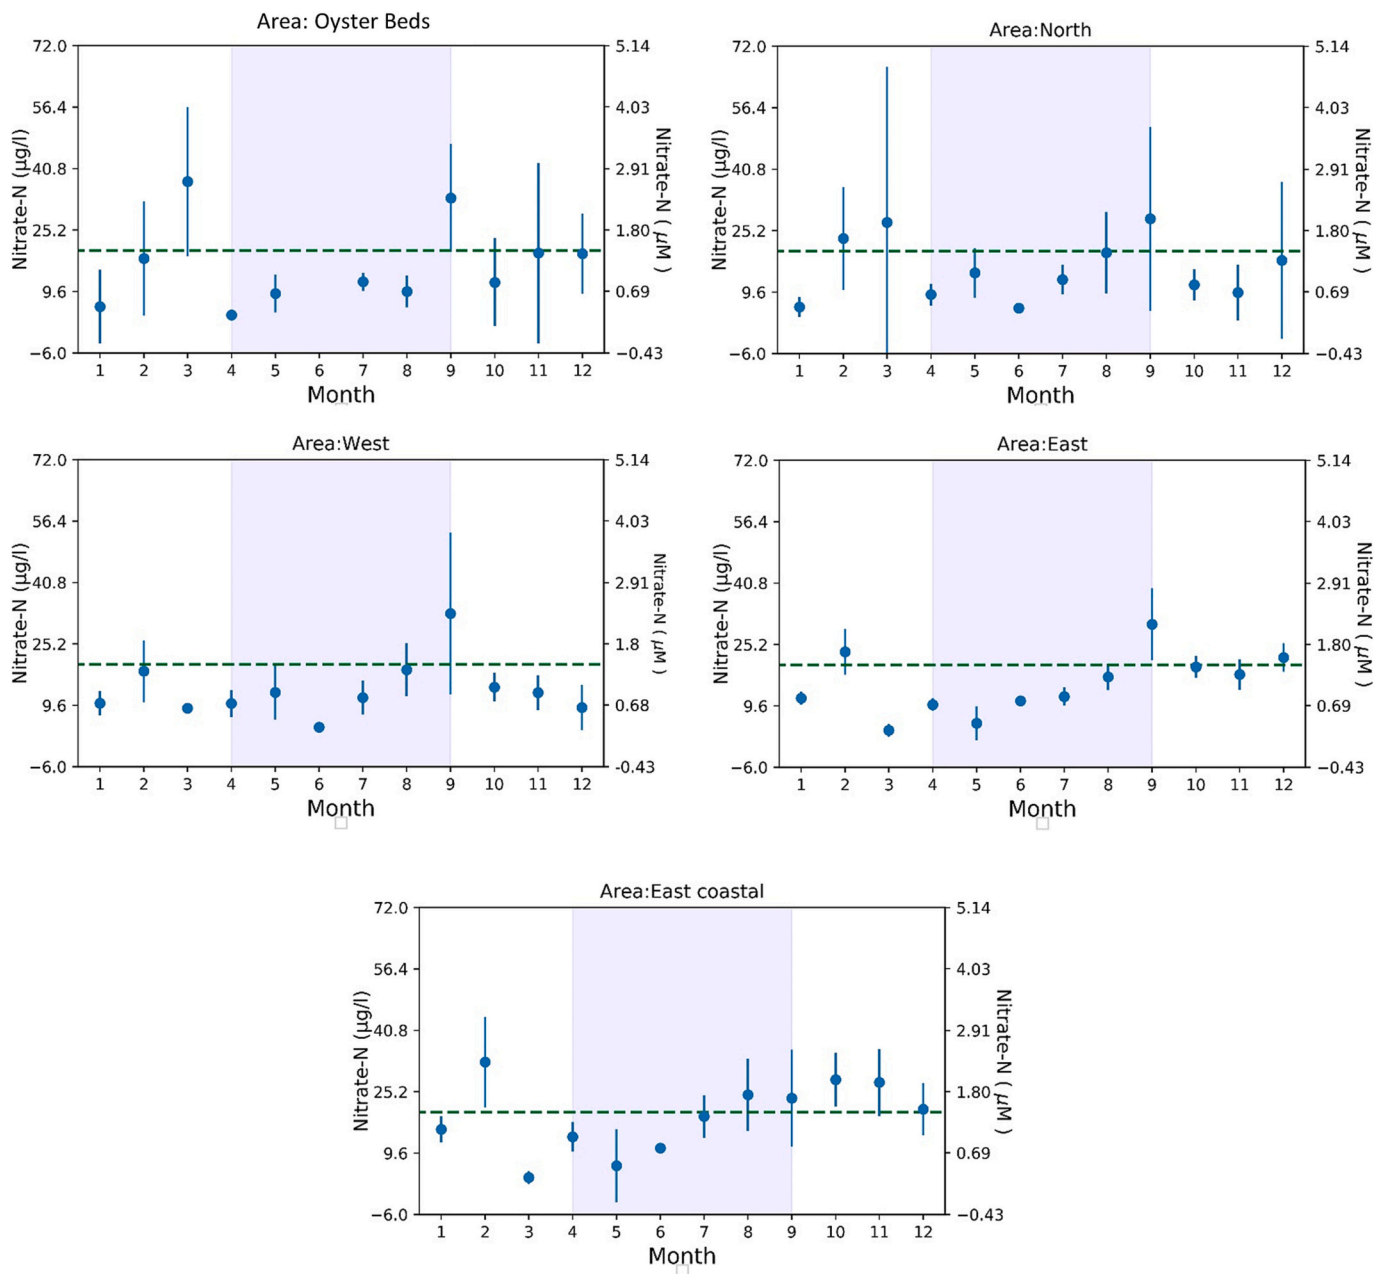 Area: Oyster Beds
72.0
56.4
40.8
25.2
9.6
−6.0
Nitrate-N (µg/l)
5.14
4.03
2.91
1.80
0.69
−0.43
Nitrate-N ( µM )
1 2 3 4 5 6 7 8 9 10 11 12
Month
Area:North
72.0
56.4
40.8
25.2
9.6
−6.0
Nitrate-N (µg/l)
5.14
4.03
2.91
1.80
0.69
−0.43
Nitrate-N ( µM )
1 2 3 4 5 6 7 8 9 10 11 12
Month
Area:West
72.0
56.4
40.8
25.2
9.6
−6.0
Nitrate-N (µg/l)
5.14
4.03
2.91
1.8
0.68
-0.43
Nitrate-N ( µM )
1 2 3 4 5 6 7 8 9 10 11 12
Month
Area:East
72.0
56.4
40.8
25.2
9.6
−6.0
Nitrate-N (µg/l)
5.14
4.03
2.91
1.80
0.69
−0.43
Nitrate-N ( µM )
1 2 3 4 5 6 7 8 9 10 11 12
Month
Area:East coastal
72.0
56.4
40.8
25.2
9.6
−6.0
Nitrate-N (µg/l)
5.14
4.03
2.91
1.80
0.69
−0.43
Nitrate-N ( µM )
1 2 3 4 5 6 7 8 9 10 11 12
Month